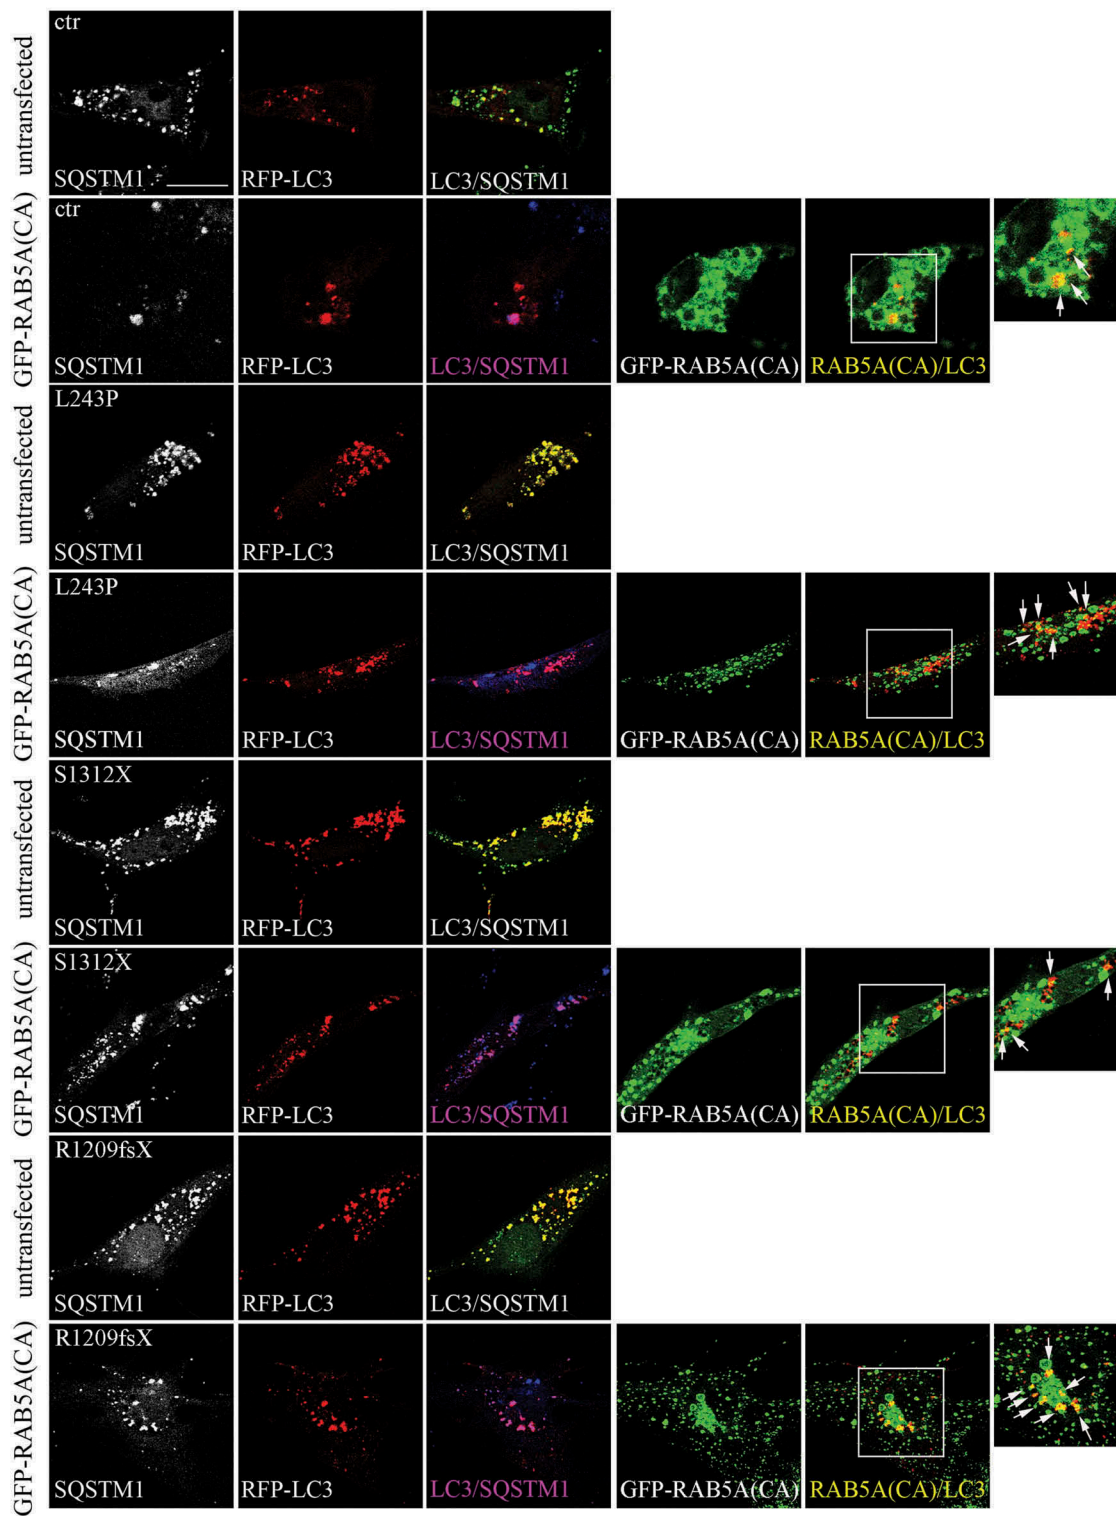 untransfected
ctr
SQSTM1
RFP-LC3
LC3/SQSTM1
GFP-RAB5A(CA)
ctr
SQSTM1
RFP-LC3
LC3/SQSTM1
GFP-RAB5A(CA)
RAB5A(CA)/LC3
untransfected
L243P
SQSTM1
RFP-LC3
LC3/SQSTM1
GFP-RAB5A(CA)
L243P
SQSTM1
RFP-LC3
LC3/SQSTM1
GFP-RAB5A(CA)
RAB5A(CA)/LC3
untransfected
S1312X
SQSTM1
RFP-LC3
LC3/SQSTM1
GFP-RAB5A(CA)
S1312X
SQSTM1
RFP-LC3
LC3/SQSTM1
GFP-RAB5A(CA)
RAB5A(CA)/LC3
untransfected
R1209fsX
SQSTM1
RFP-LC3
LC3/SQSTM1
GFP-RAB5A(CA)
R1209fsX
SQSTM1
RFP-LC3
LC3/SQSTM1
GFP-RAB5A(CA)
RAB5A(CA)/LC3